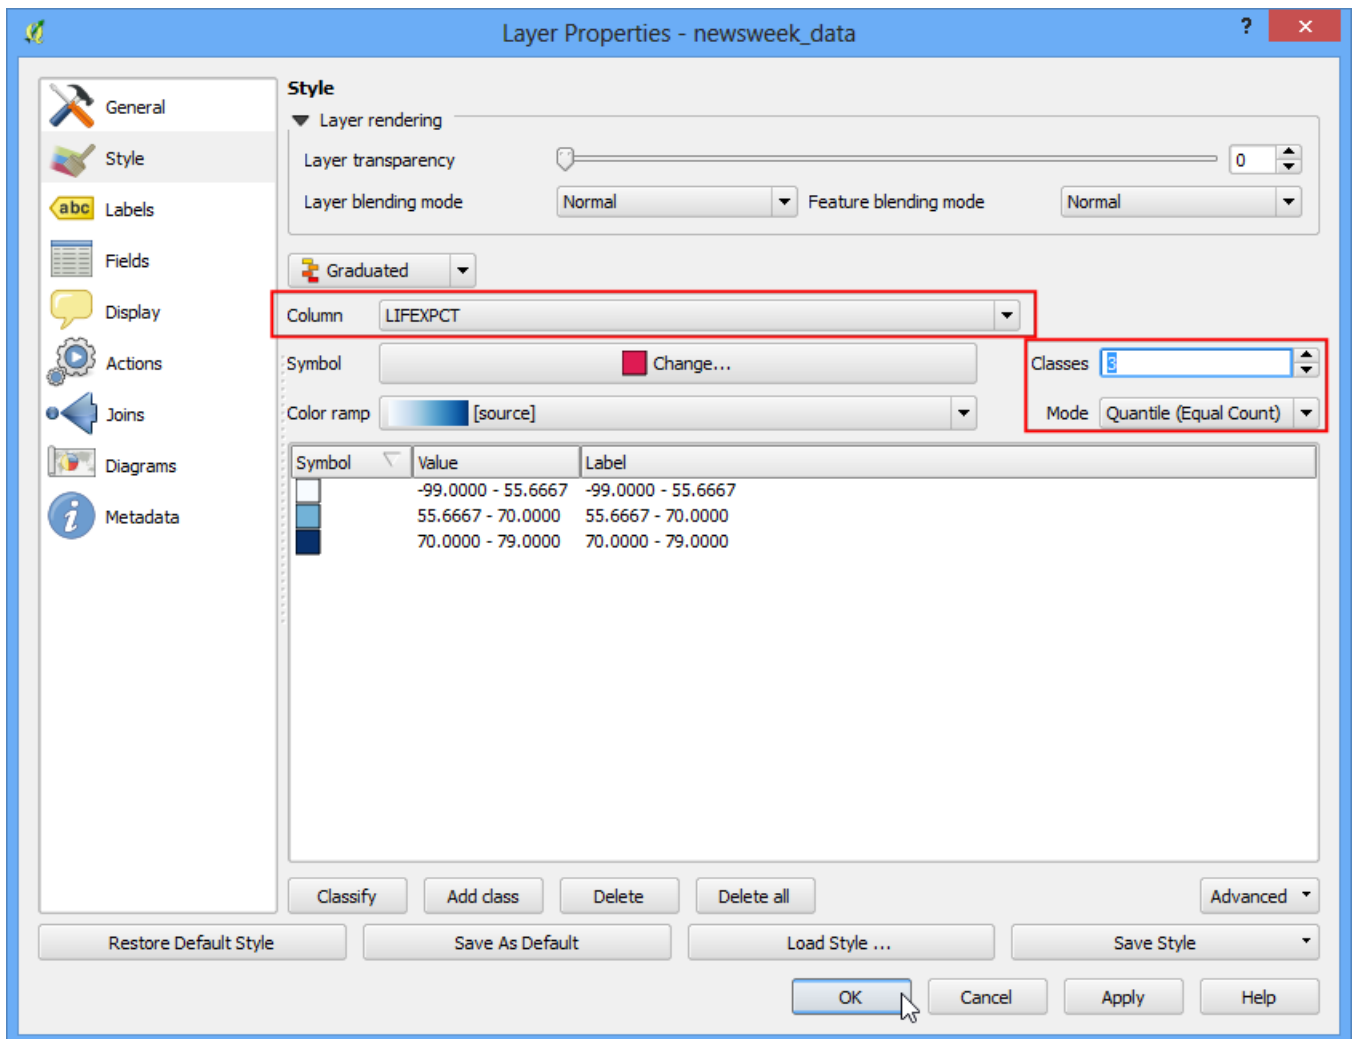 Layer Properties - newsweek_data
?
General
Style
abc Labels
Fields
Display
Actions
Joins
Diagrams
i Metadata
Style
Layer rendering
Layer transparency 0
Layer blending mode Normal Feature blending mode Normal
Graduated
Column LIFEXPCT
Symbol Change... Classes 3
Color ramp [source] Mode Quantile (Equal Count)
Symbol Value Label
-99.0000 - 55.6667 -99.0000 - 55.6667
55.6667 - 70.0000 55.6667 - 70.0000
70.0000 - 79.0000 70.0000 - 79.0000
Classify Add class Delete Delete all Advanced
Restore Default Style Save As Default Load Style ... Save Style
OK Cancel Apply Help